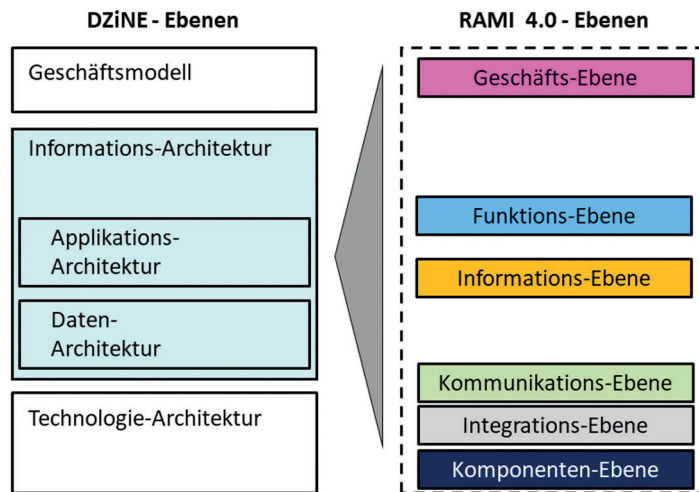 DZiNE - Ebenen
Geschäftsmodell
Informations-Architektur
Applikations-
Architektur
Daten-
Architektur
Technologie-Architektur
RAMI 4.0 - Ebenen
Geschäfts-Ebene
Funktions-Ebene
Informations-Ebene
Kommunikations-Ebene
Integrations-Ebene
Komponenten-Ebene